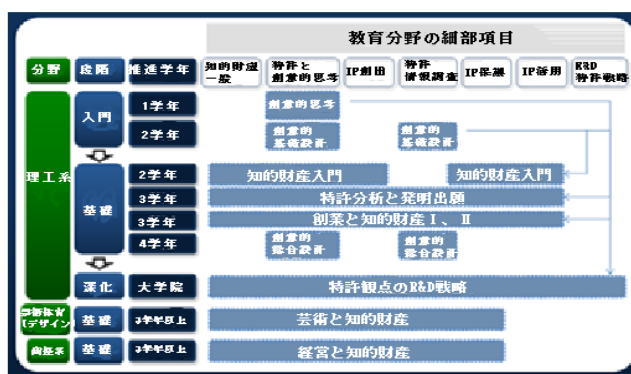 教育分野の細部項目
分野 段階 推進学年 知的財産一般 特許と創意的思考 IP創出 特許情報調査 IP保護 IP活用 R&D特許戦略
理工系
入門
1学年 創意的思考
2学年 創意的基礎設計 創意的基礎設計
基礎
2学年 知的財産入門 知的財産入門
3学年 特許分析と発明出願
3学年 創業と知的財産Ⅰ、Ⅱ
4学年 創意的総合設計 創意的総合設計
深化 大学院 特許観点のR&D戦略
(デザイン) 基礎 3学年以上 芸術と知的財産
商経系 基礎 3学年以上 経営と知的財産